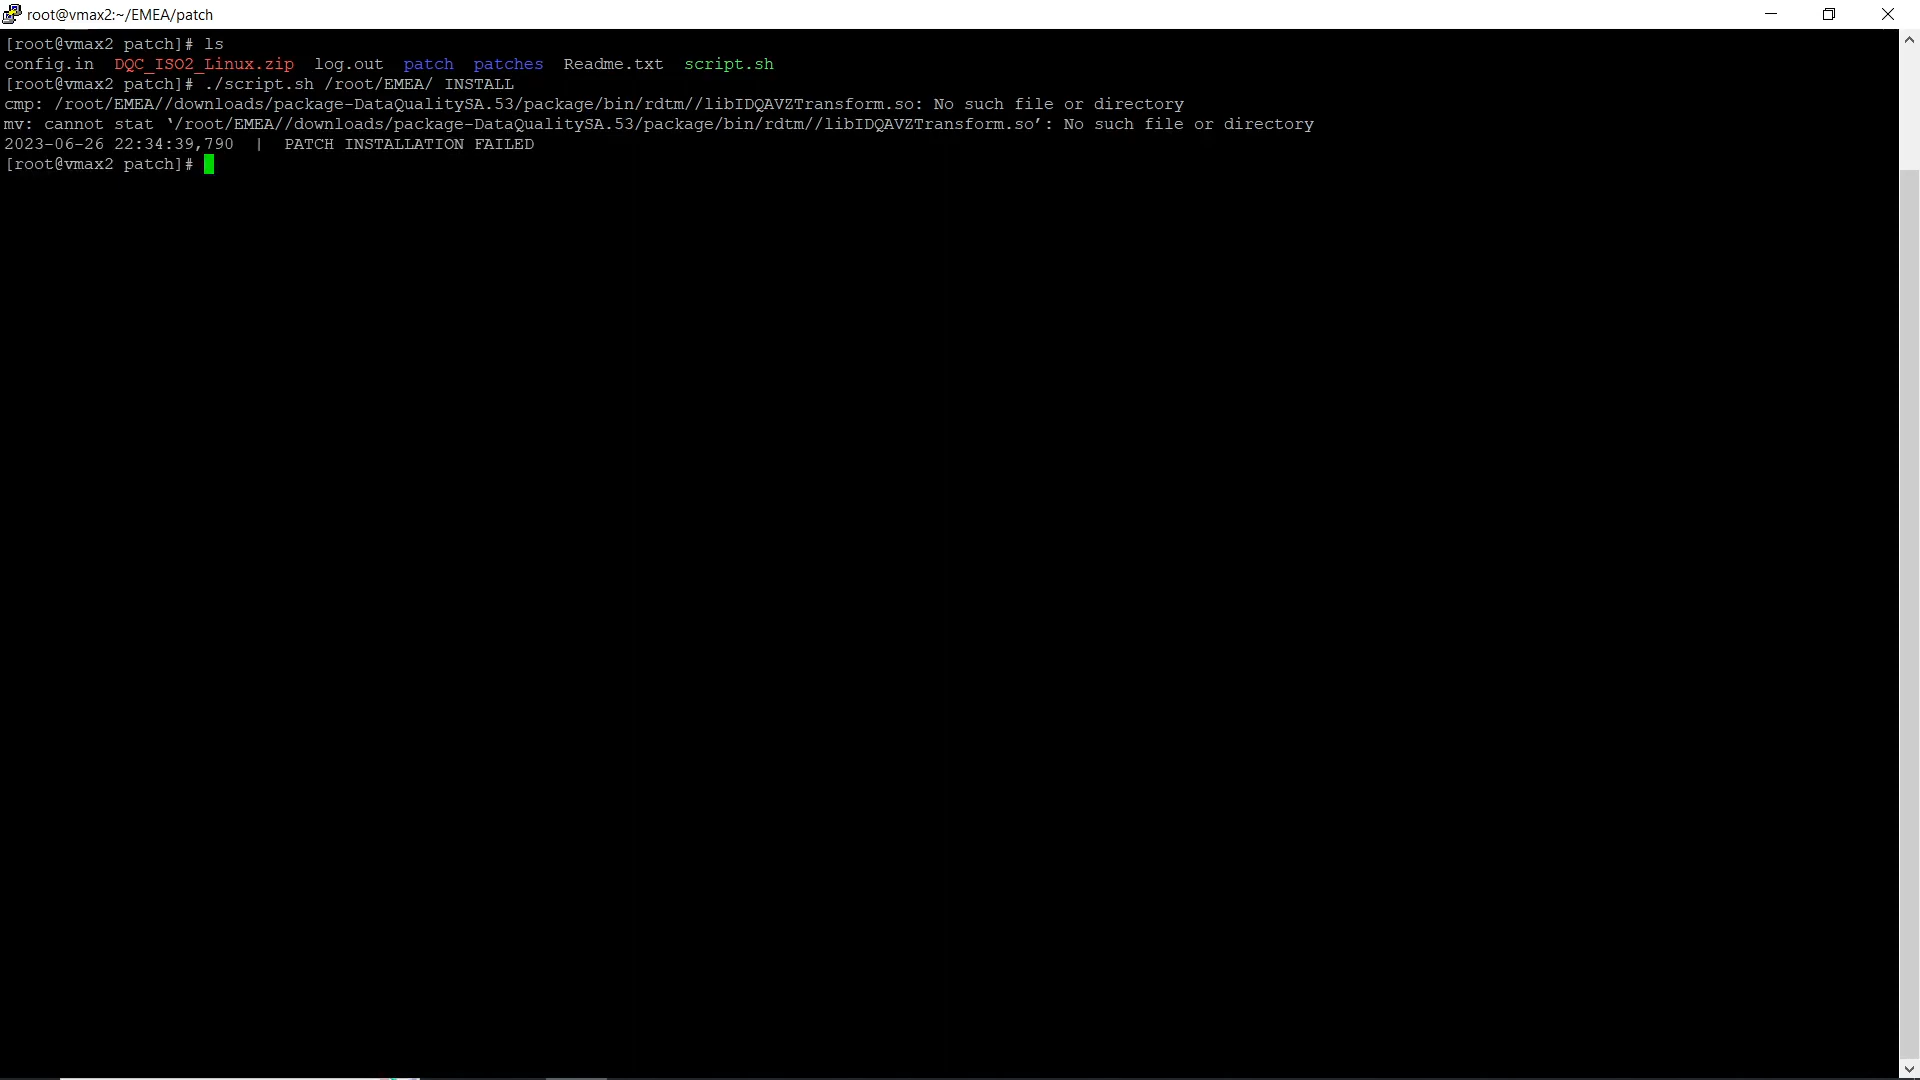 root@vmax2:~/EMEA/patch
[root@vmax2 patch]# ls
config.in  DQC_ISO2_Linux.zip  log.out  patch  patches  Readme.txt  script.sh
[root@vmax2 patch]# ./script.sh /root/EMEA/ INSTALL
cmp: /root/EMEA//downloads/package-DataQualitySA.53/package/bin/rdtm//libIDQAVZTransform.so: No such file or directory
mv: cannot stat ‘/root/EMEA//downloads/package-DataQualitySA.53/package/bin/rdtm//libIDQAVZTransform.so’: No such file or directory
2023-06-26 22:34:39,790  |  PATCH INSTALLATION FAILED
[root@vmax2 patch]#